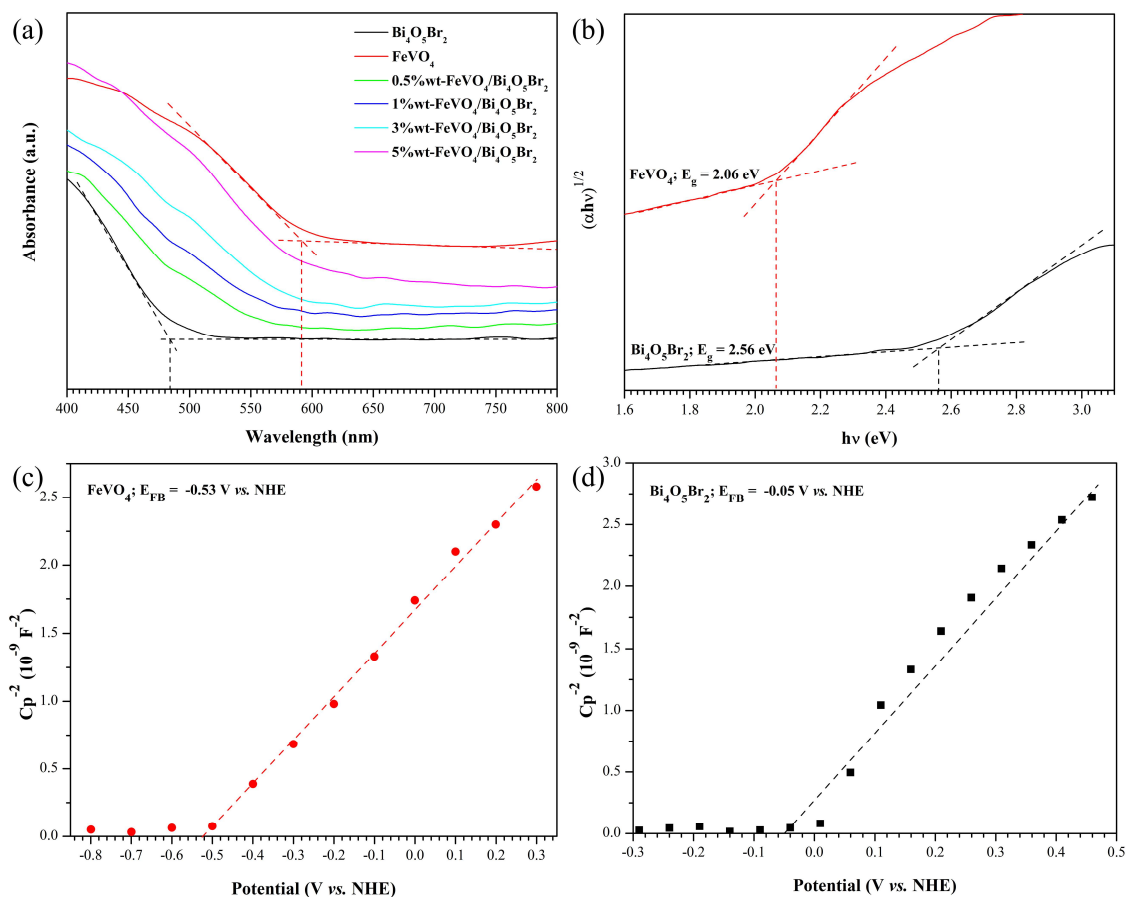 (a)
Bi₄O₅Br₂
FeVO₄
0.5%wt-FeVO₄/Bi₄O₅Br₂
1%wt-FeVO₄/Bi₄O₅Br₂
3%wt-FeVO₄/Bi₄O₅Br₂
5%wt-FeVO₄/Bi₄O₅Br₂
Absorbance (a.u.)
400 450 500 550 600 650 700 750 800
Wavelength (nm)
(b)
(αhν)^1/2
FeVO₄; E_g = 2.06 eV
Bi₄O₅Br₂; E_g = 2.56 eV
1.6 1.8 2.0 2.2 2.4 2.6 2.8 3.0
hν (eV)
(c)
FeVO₄; E_FB = -0.53 V vs. NHE
Cp⁻² (10⁻⁹ F⁻²)
2.5
2.0
1.5
1.0
0.5
0.0
-0.8 -0.7 -0.6 -0.5 -0.4 -0.3 -0.2 -0.1 0.0 0.1 0.2 0.3
Potential (V vs. NHE)
(d)
Bi₄O₅Br₂; E_FB = -0.05 V vs. NHE
Cp⁻² (10⁻⁹ F⁻²)
3.0
2.5
2.0
1.5
1.0
0.5
0.0
-0.3 -0.2 -0.1 0.0 0.1 0.2 0.3 0.4 0.5
Potential (V vs. NHE)